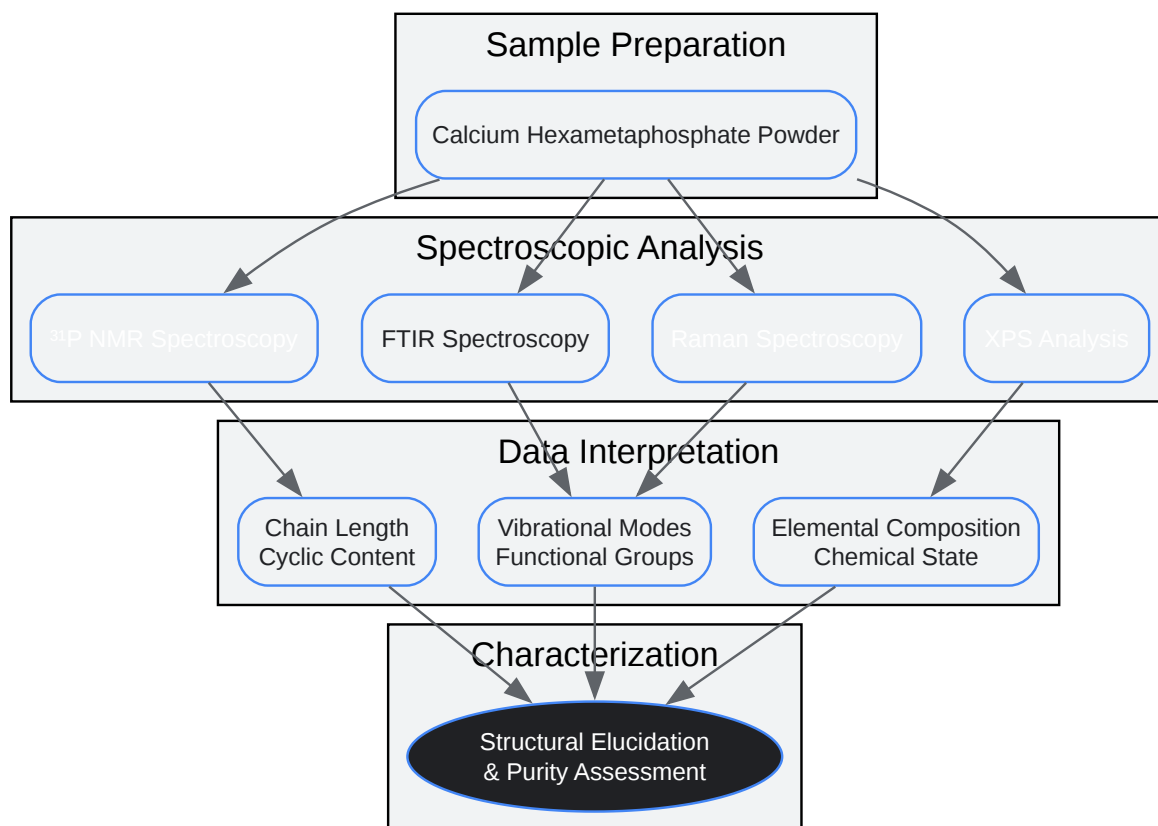 Sample Preparation
Calcium Hexametaphosphate Powder
Spectroscopic Analysis
³¹P NMR Spectroscopy
FTIR Spectroscopy
Raman Spectroscopy
XPS Analysis
Data Interpretation
Chain Length
Cyclic Content
Vibrational Modes
Functional Groups
Elemental Composition
Chemical State
Characterization
Structural Elucidation
& Purity Assessment